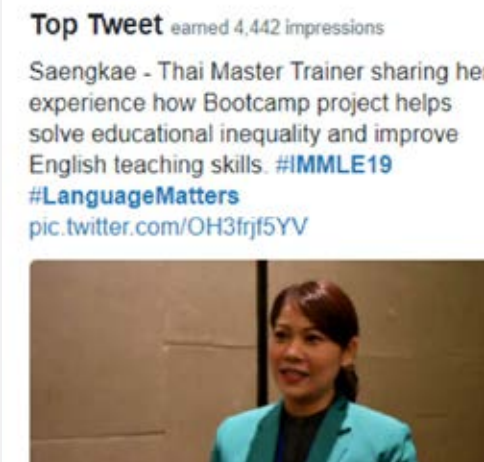 Top Tweet earned 4,442 impressions
Saengkae - Thai Master Trainer sharing her
experience how Bootcamp project helps
solve educational inequality and improve
English teaching skills. #IMMLE19
#LanguageMatters
pic.twitter.com/OH3frjf5YV